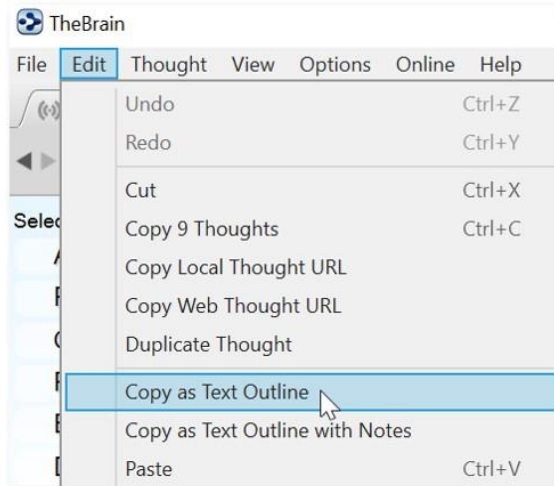 TheBrain
File Edit Thought View Options Online Help
Undo Ctrl+Z
Redo Ctrl+Y
Cut Ctrl+X
Selec
Copy 9 Thoughts Ctrl+C
Copy Local Thought URL
Copy Web Thought URL
Duplicate Thought
Copy as Text Outline
Copy as Text Outline with Notes
Paste Ctrl+V